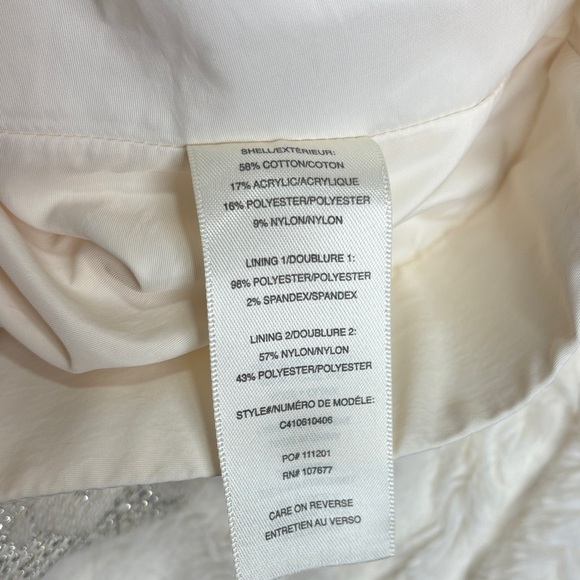 SHELL/EXTÉRIEUR:
58% COTTON/COTON
17% ACRYLIC/ACRYLIQUE
16% POLYESTER/POLYESTER
9% NYLON/NYLON
LINING 1/DOUBLURE 1:
98% POLYESTER/POLYESTER
2% SPANDEX/SPANDEX
LINING 2/DOUBLURE 2:
57% NYLON/NYLON
43% POLYESTER/POLYESTER
STYLE#/NUMÉRO DE MODÈLE:
C410610406
PO# 111201
RN# 107677
CARE ON REVERSE
ENTRETIEN AU VERSO